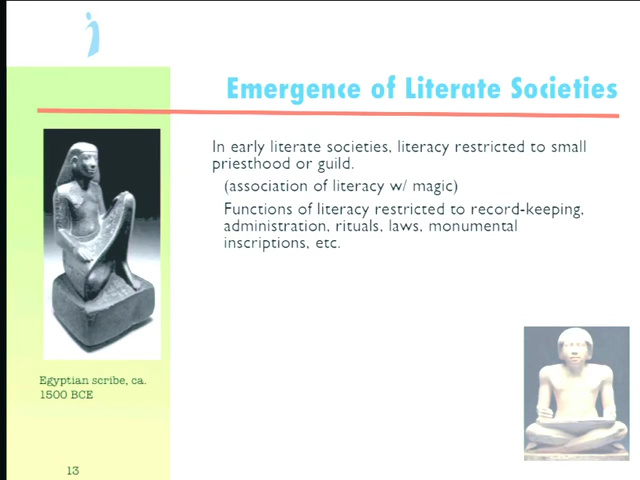 Emergence of Literate Societies
In early literate societies, literacy restricted to small
priesthood or guild.
(association of literacy w/ magic)
Functions of literacy restricted to record-keeping,
administration, rituals, laws, monumental
inscriptions, etc.
Egyptian scribe, ca.
1500 BCE
13